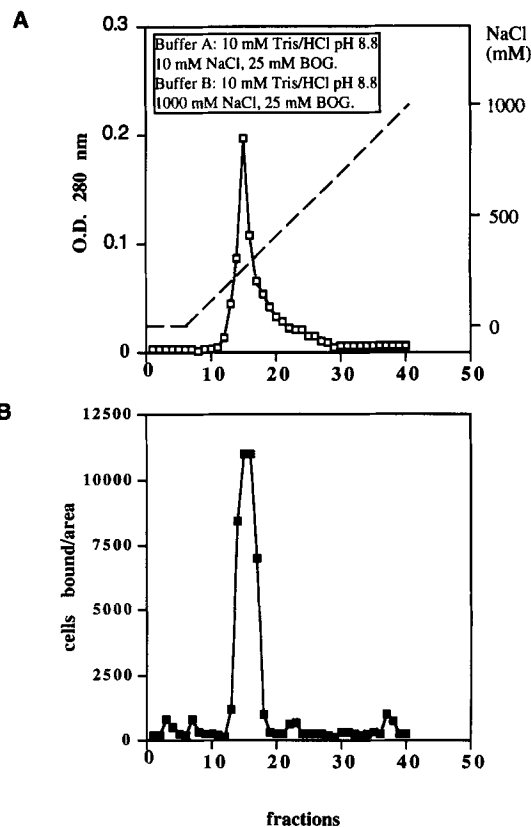 A
0.3
NaCl
(mM)
Buffer A: 10 mM Tris/HCl pH 8.8
10 mM NaCl, 25 mM BOG.
Buffer B: 10 mM Tris/HCl pH 8.8
1000 mM NaCl, 25 mM BOG.
1000
0.2
O.D. 280 nm
500
0.1
0
0
0 10 20 30 40 50
B
12500
10000
7500
cells bound/area
5000
2500
0
0 10 20 30 40 50
fractions